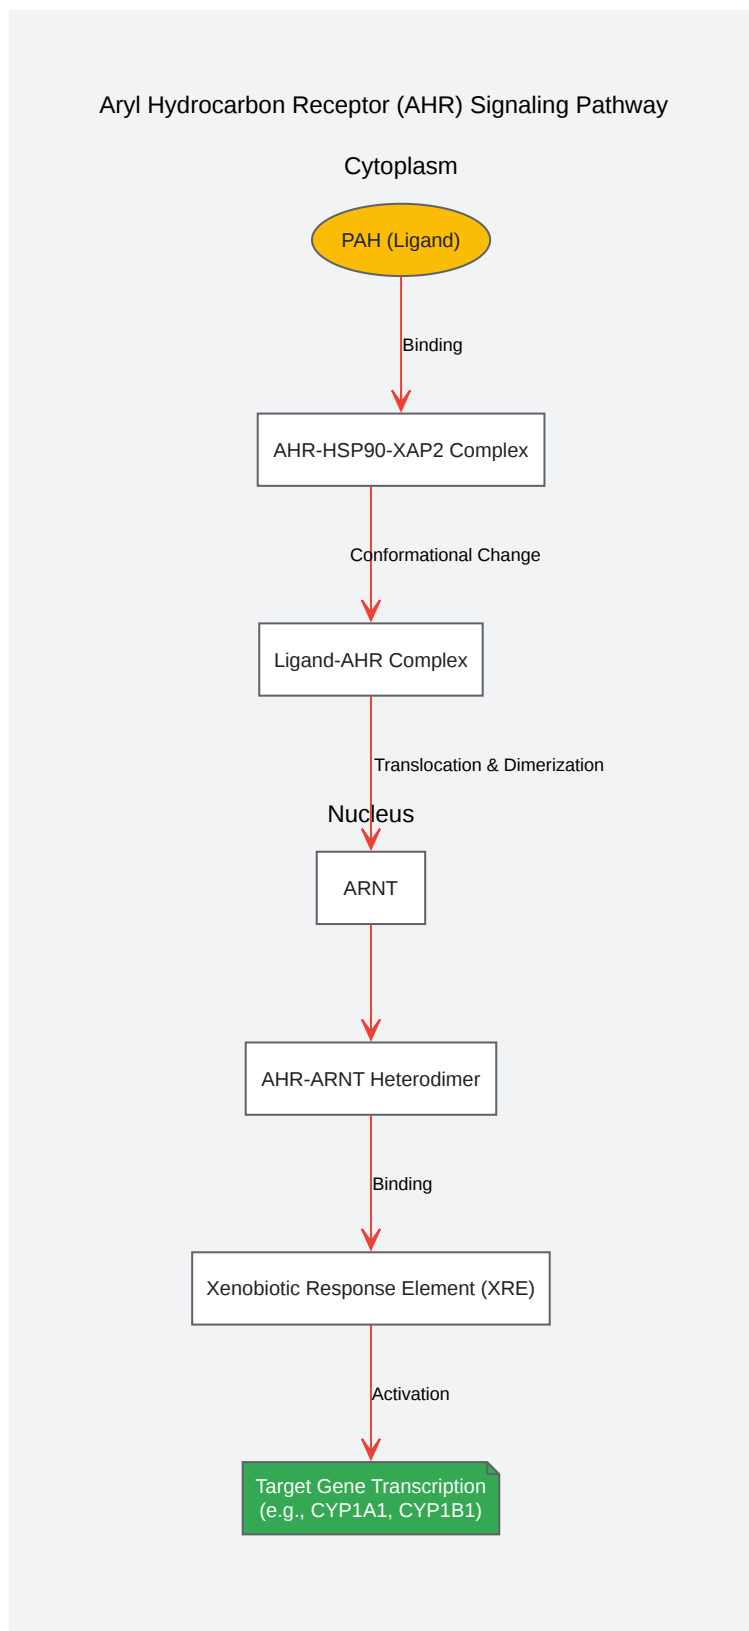 Aryl Hydrocarbon Receptor (AHR) Signaling Pathway
Cytoplasm
PAH (Ligand)
Binding
AHR-HSP90-XAP2 Complex
Conformational Change
Ligand-AHR Complex
Translocation & Dimerization
Nucleus
ARNT
AHR-ARNT Heterodimer
Binding
Xenobiotic Response Element (XRE)
Activation
Target Gene Transcription
(e.g., CYP1A1, CYP1B1)